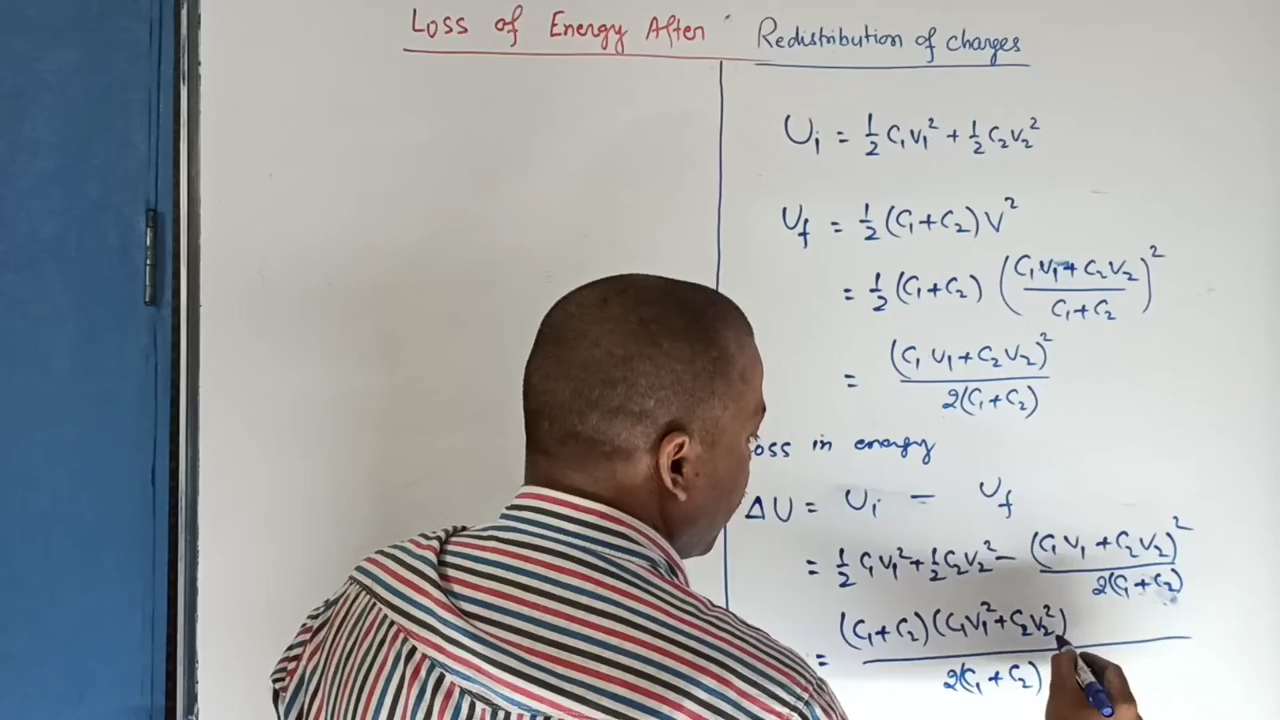 Loss of Energy After Redistribution of charges
U_i = 1/2 C₁V₁² + 1/2 C₂V₂²
U_f = 1/2 (C₁+C₂) V²
= 1/2 (C₁+C₂) ((C₁V₁+C₂V₂)/(C₁+C₂))²
= (C₁V₁+C₂V₂)²/2(C₁+C₂)
oss in energy
ΔU = U_i – U_f
= 1/2 C₁V₁² + 1/2 C₂V₂² – (C₁V₁+C₂V₂)²/2(C₁+C₂)
= (C₁+C₂)(C₁V₁²+C₂V₂²)/2(C₁+C₂)